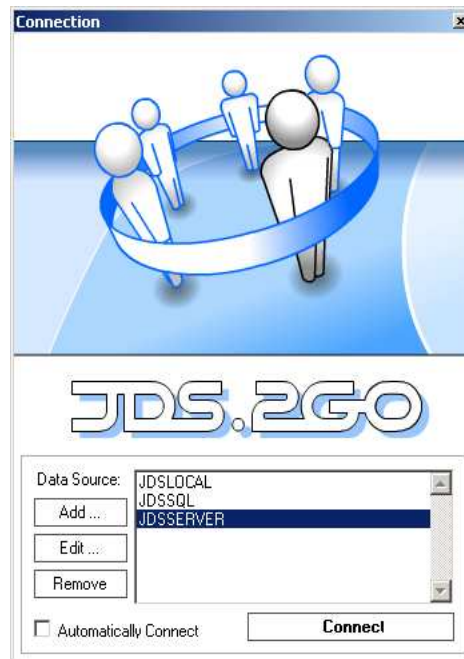 Connection
JDS.2GO
Data Source:
JDSLOCAL
JDSSQL
JDSSERVER
Add ...
Edit ...
Remove
Automatically Connect
Connect